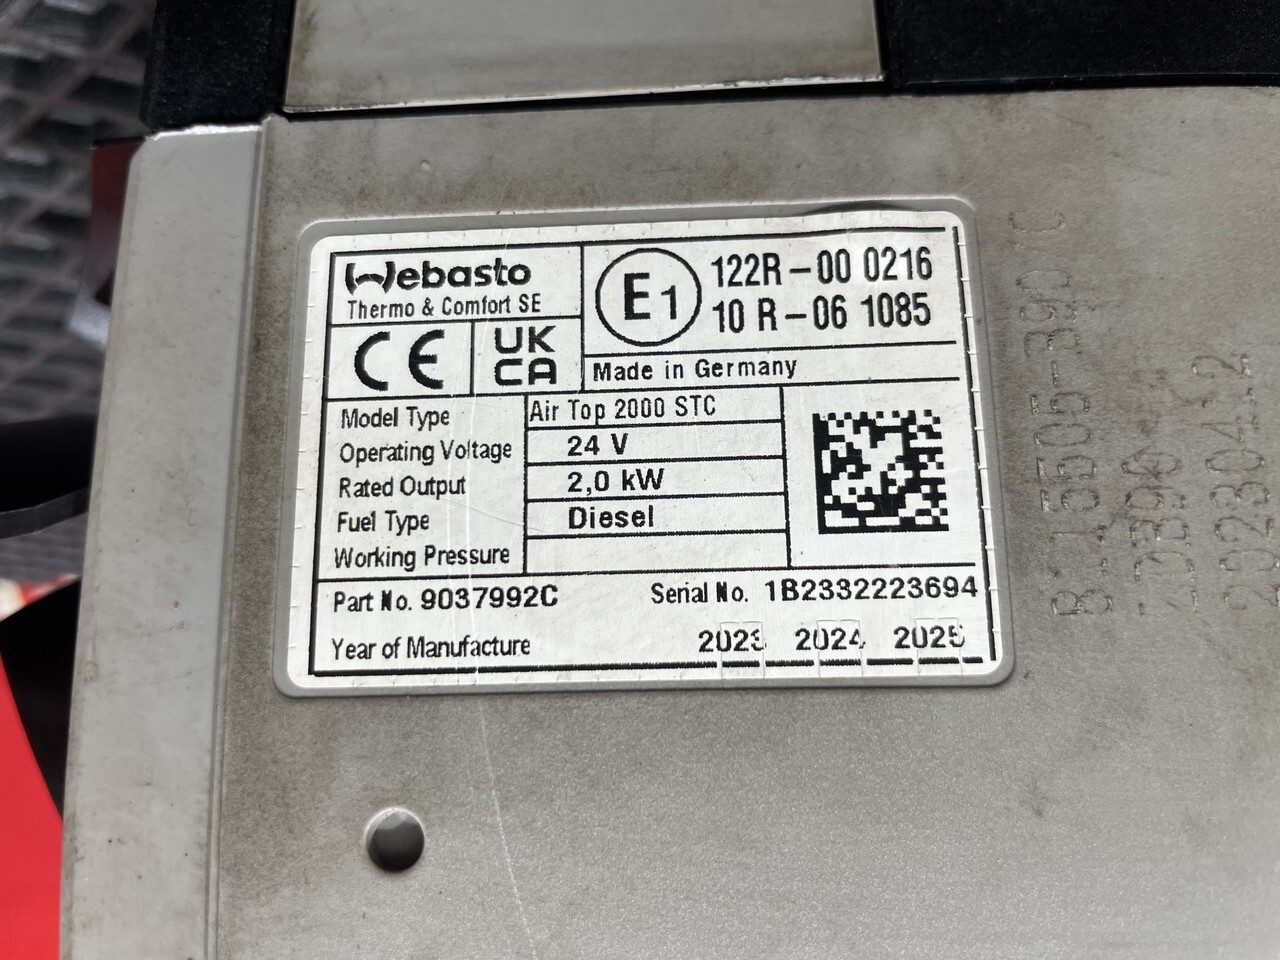 Webasto
Thermo & Comfort SE
CE
UK
CA
E1
122R-00 0216
10 R-06 1085
Made in Germany
Model Type Air Top 2000 STC
Operating Voltage 24 V
Rated Output 2,0 kW
Fuel Type Diesel
Working Pressure
Part No. 9037992C Serial No. 1B2332223694
Year of Manufacture 2023 2024 2025